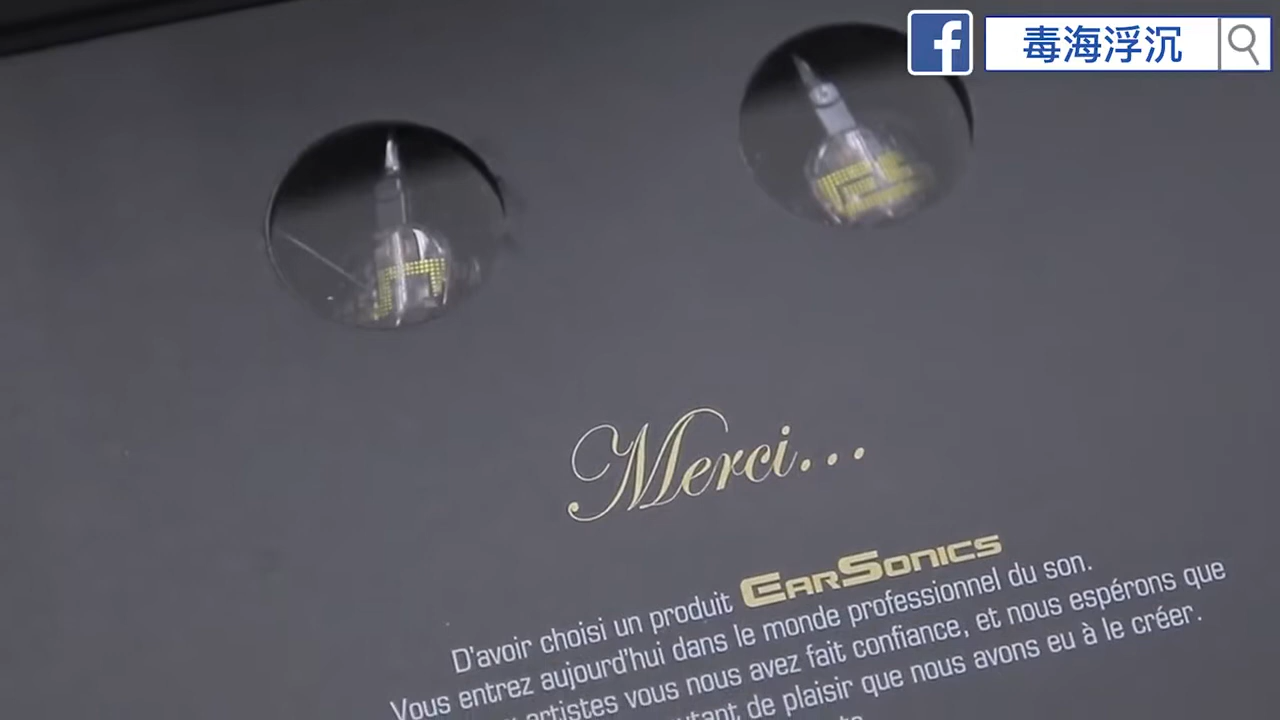 毒海浮沉
Merci...
D'avoir choisi un produit EARSONICS
Vous entrez aujourd'hui dans le monde professionnel du son.
artistes vous nous avez fait confiance, et nous espérons que
de plaisir que nous avons eu à le créer.